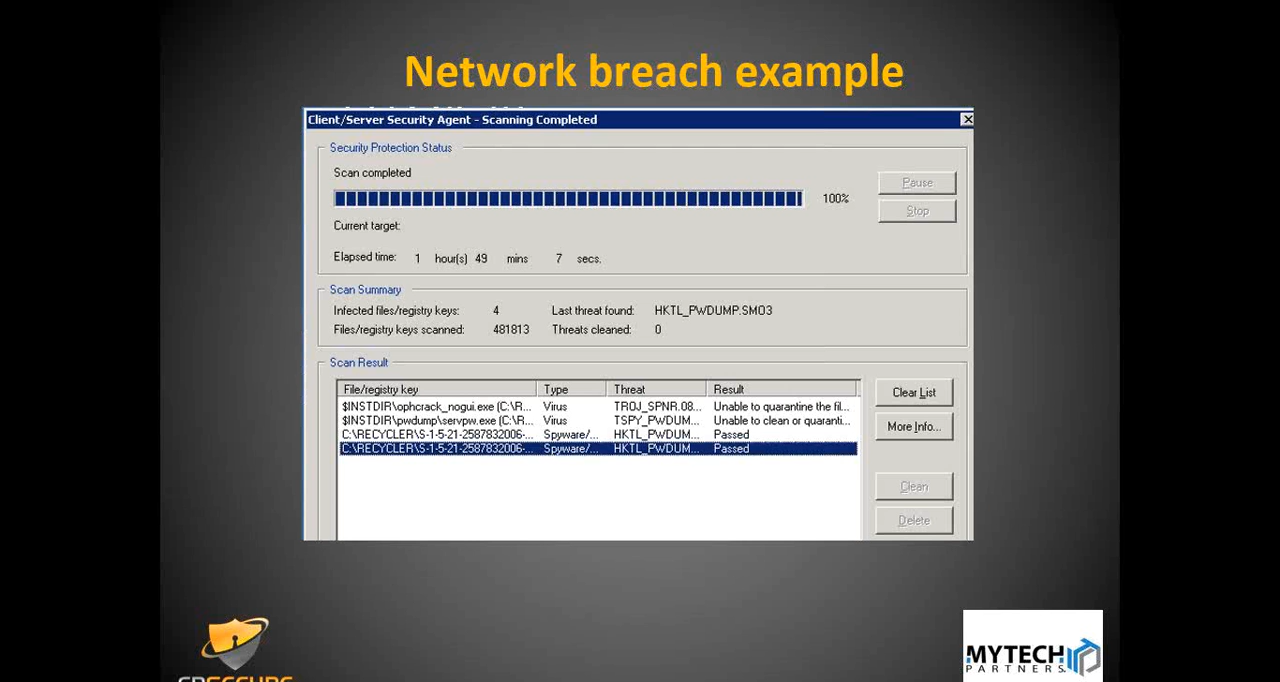 Network breach example
Client/Server Security Agent - Scanning Completed
Security Protection Status
Scan completed
100%
Pause
Stop
Current target:
Elapsed time: 1 hour(s) 49 mins 7 secs.
Scan Summary
Infected files/registry keys: 4 Last threat found: HKTL_PWDUMP.SMO3
Files/registry keys scanned: 481813 Threats cleaned: 0
Scan Result
File/registry key Type Threat Result
$INSTDIR\ophcrack_nogui.exe (C:\R... Virus TROJ_SPNR.08... Unable to quarantine the fil...
$INSTDIR\pwdump\servpw.exe (C:\R... Virus TSPY_PWDUM... Unable to clean or quaranti...
C:\RECYCLER\S-1-5-21-2587832006-... Spyware/... HKTL_PWDUM... Passed
C:\RECYCLER\S-1-5-21-2587832006-... Spyware/... HKTL_PWDUM... Passed
Clear List
More Info...
Clean
Delete
MYTECH
PARTNERS